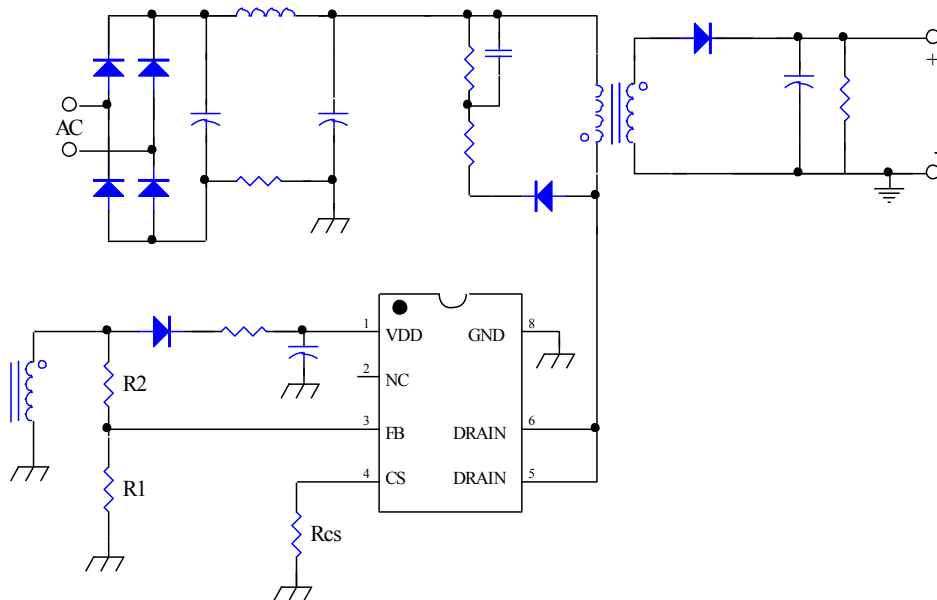 +
AC
-
1 VDD GND 8
2 NC
R2
3 FB DRAIN 6
4 CS DRAIN 5
R1
Rcs